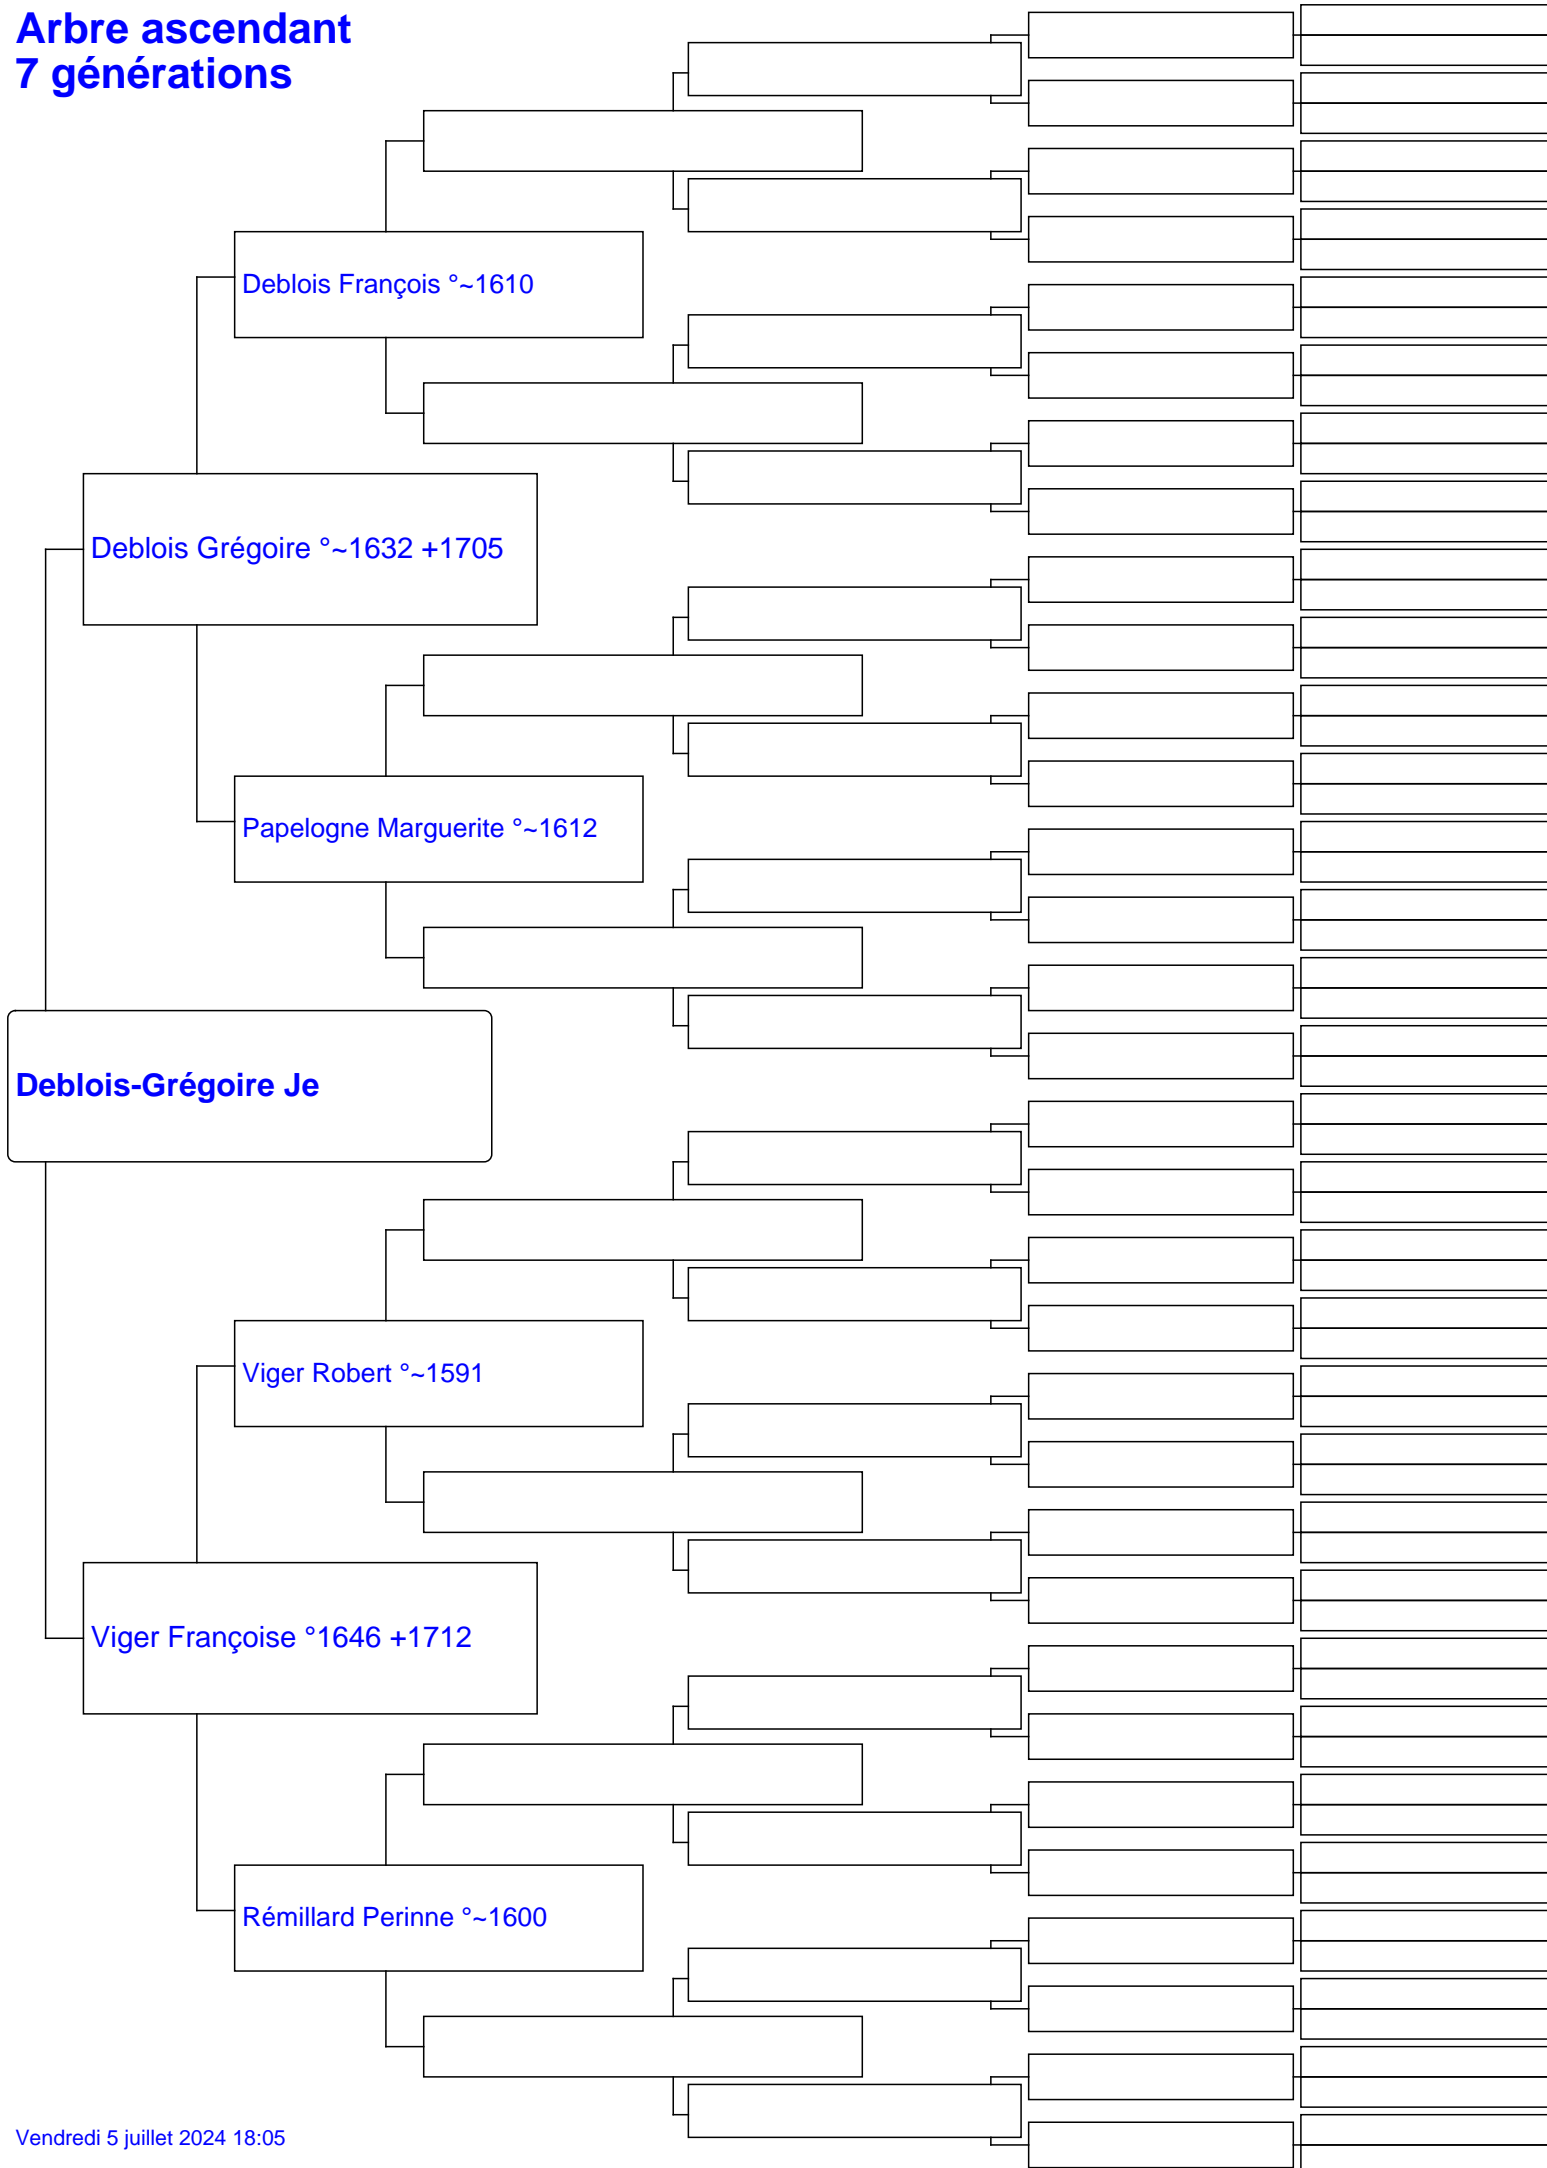 Arbre ascendant
7 générations
Deblois François °~1610
Deblois Grégoire °~1632 +1705
Papelogne Marguerite °~1612
Deblois-Grégoire Je
Viger Robert °~1591
Viger Françoise °1646 +1712
Rémillard Perinne °~1600
Vendredi 5 juillet 2024 18:05